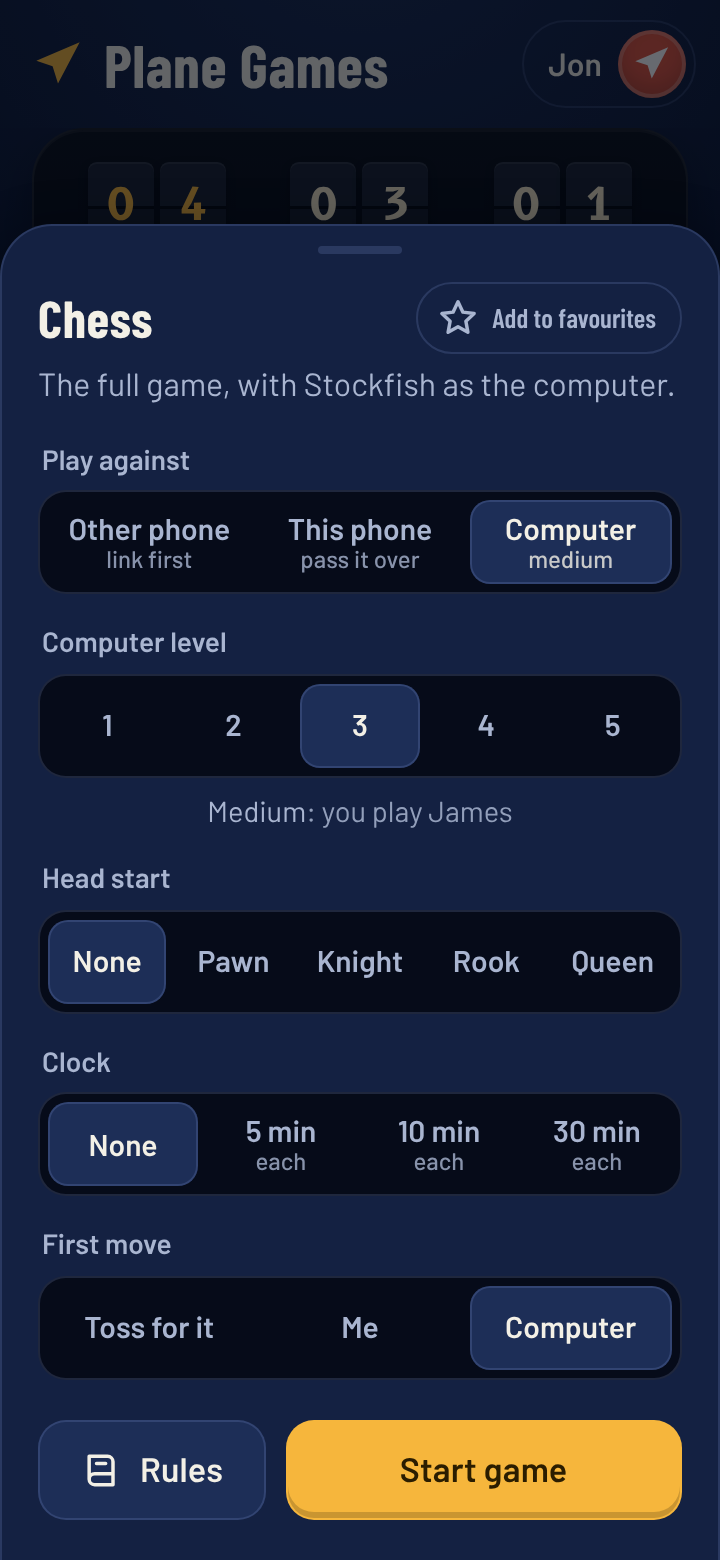 Plane Games
Jon
0 4 0 3 0 1
Chess
Add to favourites
The full game, with Stockfish as the computer.
Play against
Other phone This phone Computer
link first pass it over medium
Computer level
1 2 3 4 5
Medium: you play James
Head start
None Pawn Knight Rook Queen
Clock
None 5 min 10 min 30 min
each each each
First move
Toss for it Me Computer
Rules Start game